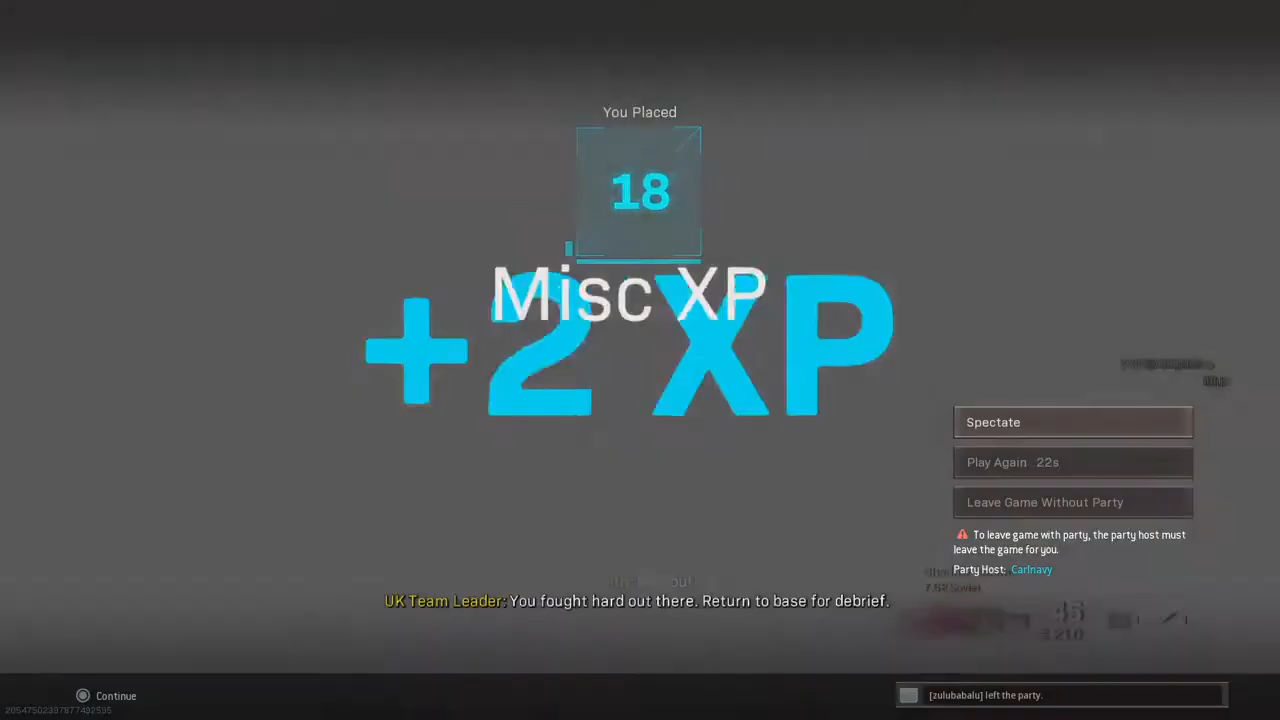 You Placed
18
Misc XP
+2 XP
Spectate
Play Again 22s
Leave Game Without Party
To leave game with party, the party host must
leave the game for you.
Party Host: Carlnavy
UK Team Leader: You fought hard out there. Return to base for debrief.
Continue
[zulubabalu] left the party.